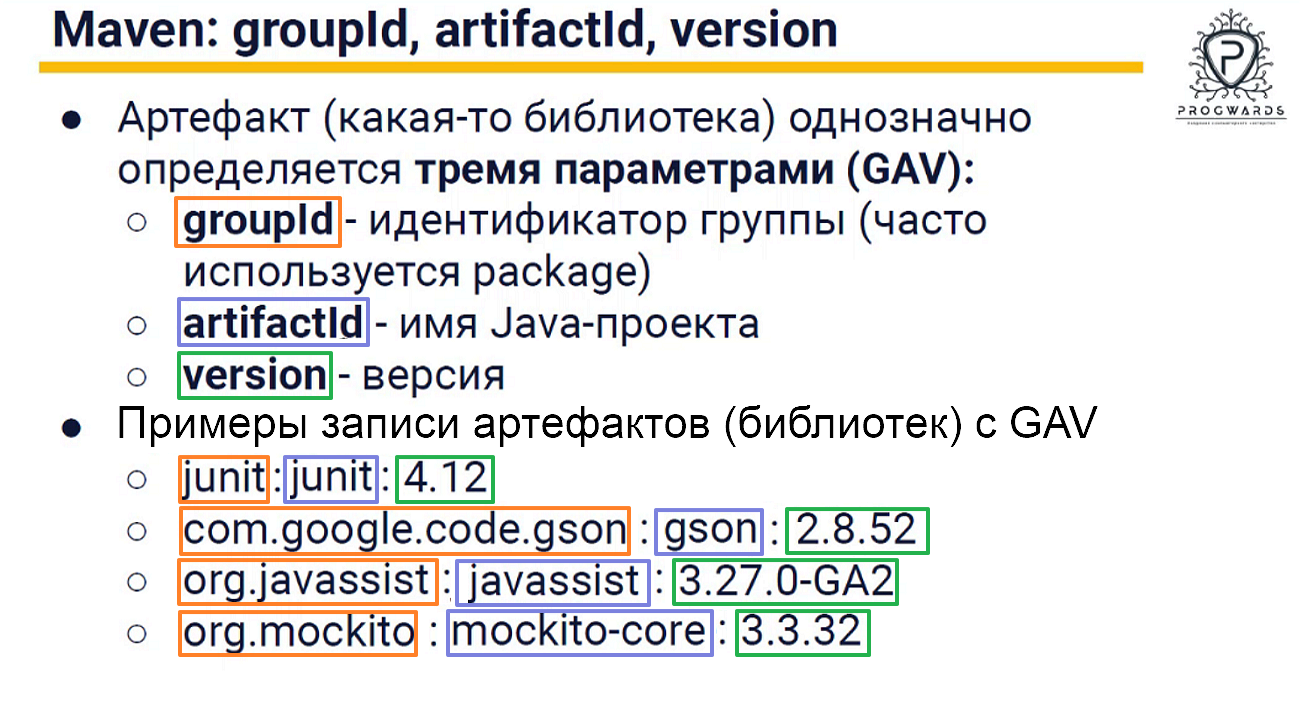 Maven: groupId, artifactId, version
PROGWARDS
● Артефакт (какая-то библиотека) однозначно
определяется тремя параметрами (GAV):
○ groupId - идентификатор группы (часто
используется package)
○ artifactId - имя Java-проекта
○ version - версия
● Примеры записи артефактов (библиотек) с GAV
○ junit : junit : 4.12
○ com.google.code.gson : gson : 2.8.52
○ org.javassist : javassist : 3.27.0-GA2
○ org.mockito : mockito-core : 3.3.32